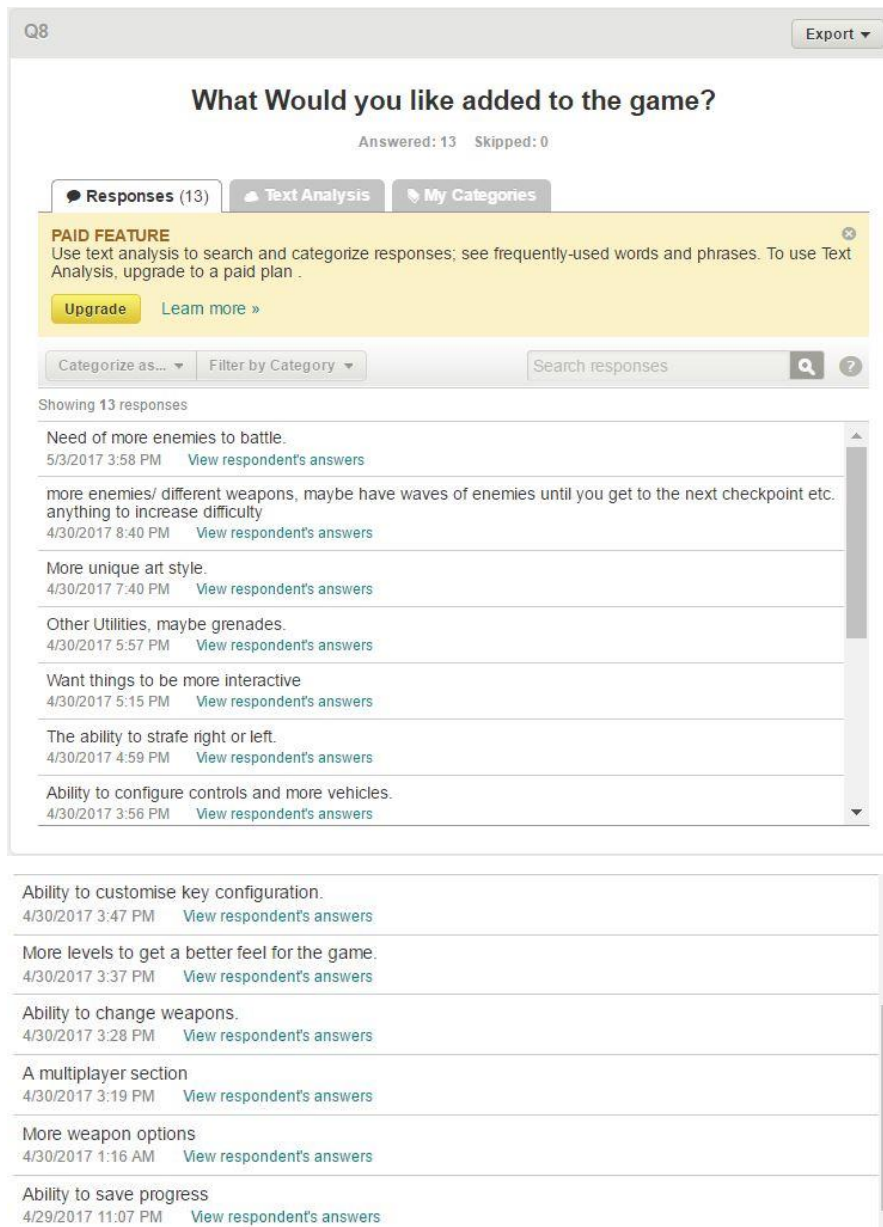 Q8
Export
What Would you like added to the game?
Answered: 13 Skipped: 0
Responses (13)
Text Analysis
My Categories
PAID FEATURE
Use text analysis to search and categorize responses; see frequently-used words and phrases. To use Text
Analysis, upgrade to a paid plan .
Upgrade Learn more »
Categorize as... Filter by Category Search responses ?
Showing 13 responses
Need of more enemies to battle.
5/3/2017 3:58 PM View respondent's answers
more enemies/ different weapons, maybe have waves of enemies until you get to the next checkpoint etc.
anything to increase difficulty
4/30/2017 8:40 PM View respondent's answers
More unique art style.
4/30/2017 7:40 PM View respondent's answers
Other Utilities, maybe grenades.
4/30/2017 5:57 PM View respondent's answers
Want things to be more interactive
4/30/2017 5:15 PM View respondent's answers
The ability to strafe right or left.
4/30/2017 4:59 PM View respondent's answers
Ability to configure controls and more vehicles.
4/30/2017 3:56 PM View respondent's answers
Ability to customise key configuration.
4/30/2017 3:47 PM View respondent's answers
More levels to get a better feel for the game.
4/30/2017 3:37 PM View respondent's answers
Ability to change weapons.
4/30/2017 3:28 PM View respondent's answers
A multiplayer section
4/30/2017 3:19 PM View respondent's answers
More weapon options
4/30/2017 1:16 AM View respondent's answers
Ability to save progress
4/29/2017 11:07 PM View respondent's answers